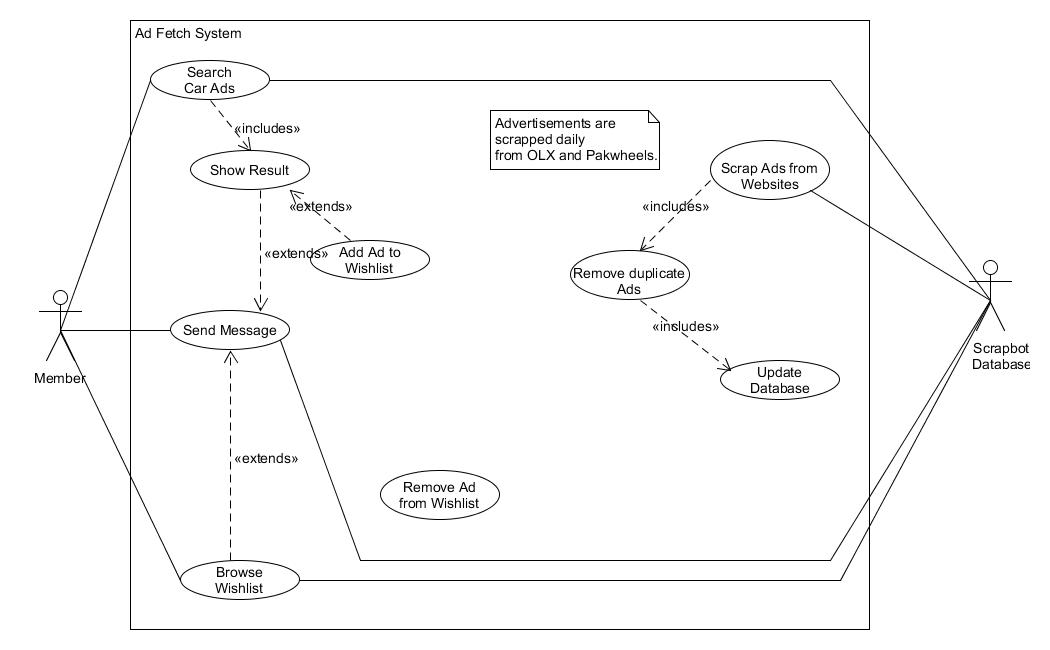 Ad Fetch System
Search
Car Ads
«includes»
Show Result
«extends»
Add Ad to
Wishlist
«extends»
Send Message
«extends»
Browse
Wishlist
Remove Ad
from Wishlist
Advertisements are
scrapped daily
from OLX and Pakwheels.
Scrap Ads from
Websites
«includes»
Remove duplicate
Ads
«includes»
Update
Database
Member
Scrapbot
Database